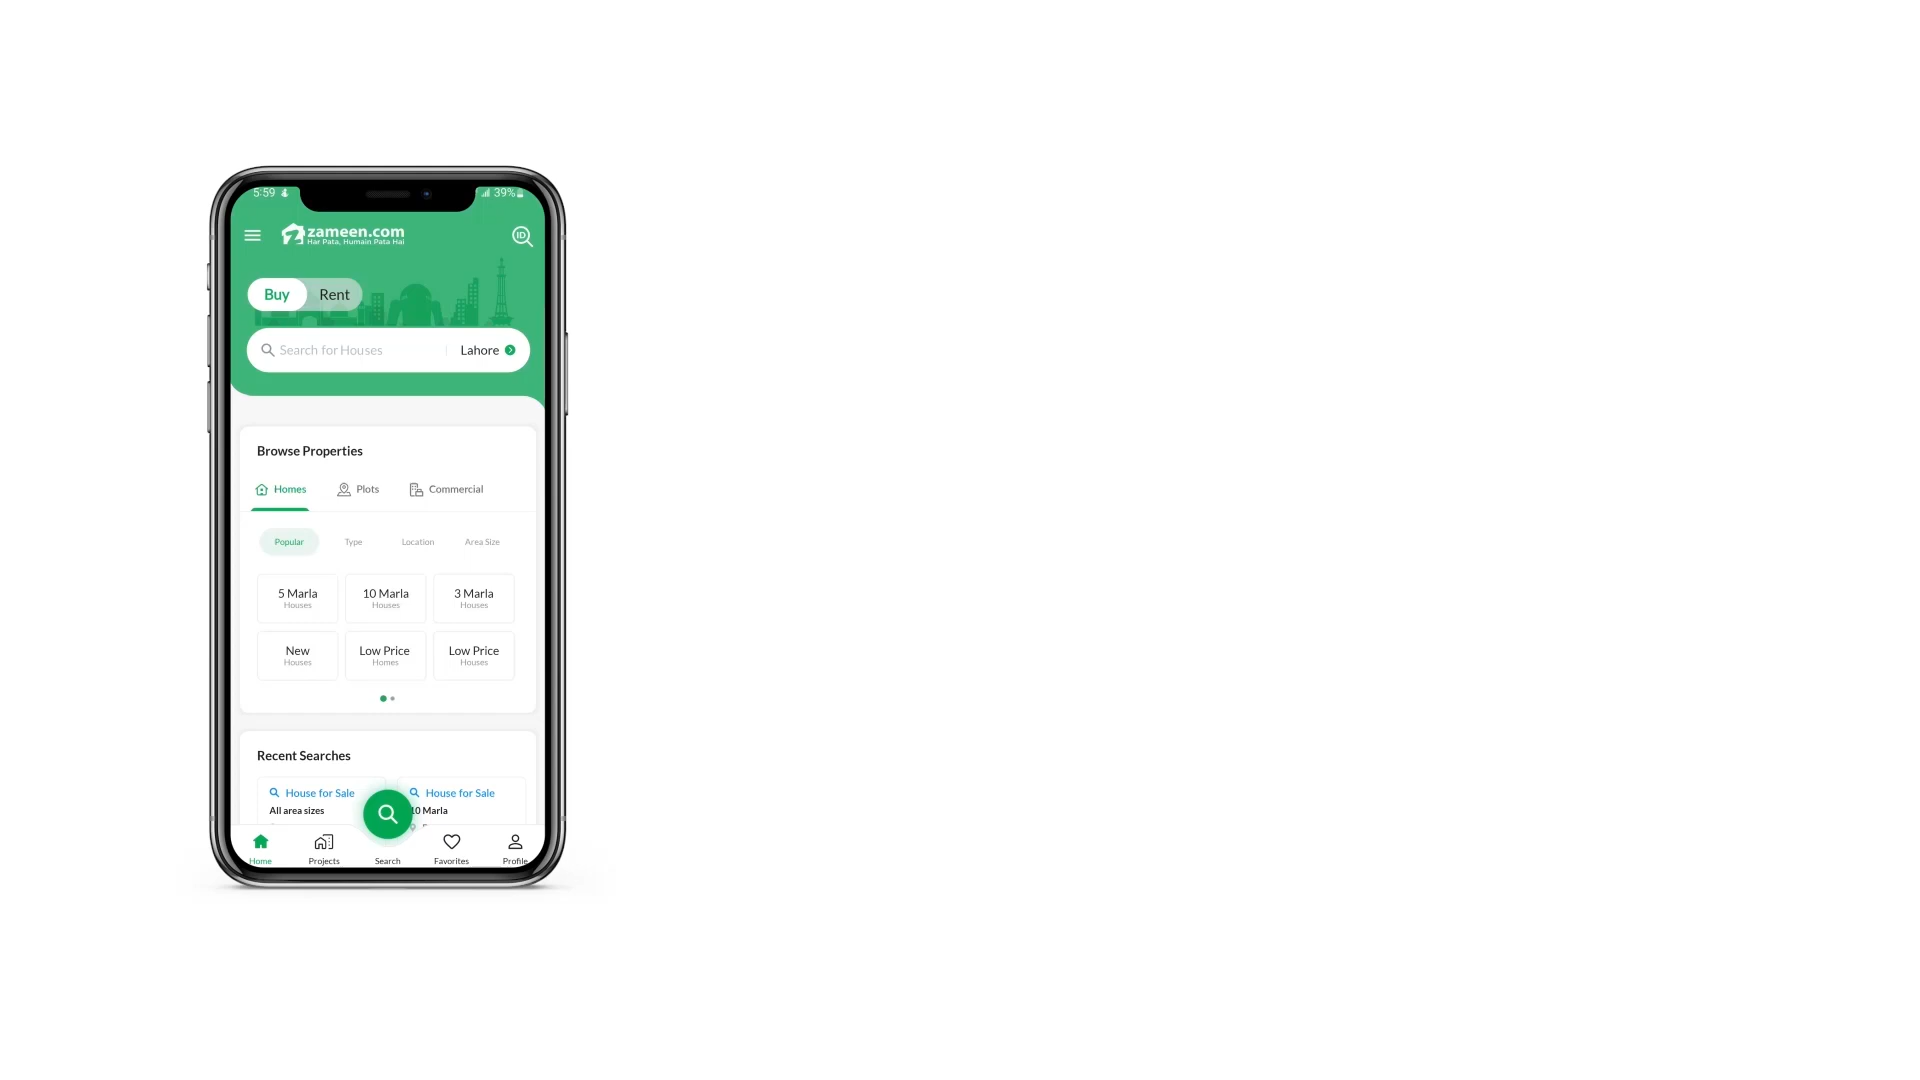 5:59
39%
zameen.com
Har Pata, Humain Pata Hai
ID
Buy Rent
Search for Houses Lahore
Browse Properties
Homes Plots Commercial
Popular Type Location Area Size
5 Marla 10 Marla 3 Marla
Houses Houses Houses
New Low Price Low Price
Houses Homes Houses
Recent Searches
House for Sale House for Sale
All area sizes 10 Marla
Home Projects Search Favorites Profile